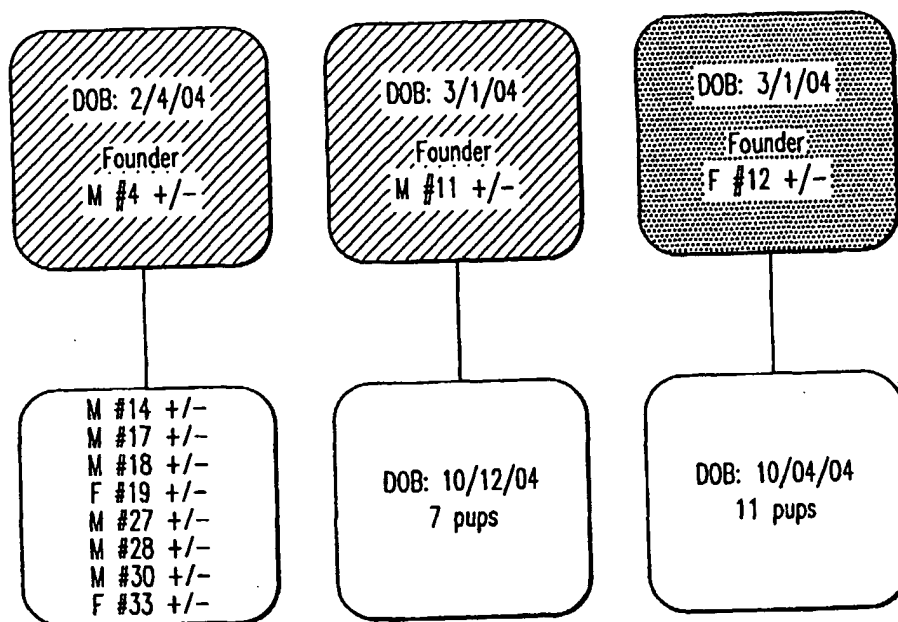 DOB: 2/4/04
Founder
M #4 +/-
DOB: 3/1/04
Founder
M #11 +/-
DOB: 3/1/04
Founder
F #12 +/-
M #14 +/-
M #17 +/-
M #18 +/-
F #19 +/-
M #27 +/-
M #28 +/-
M #30 +/-
F #33 +/-
DOB: 10/12/04
7 pups
DOB: 10/04/04
11 pups